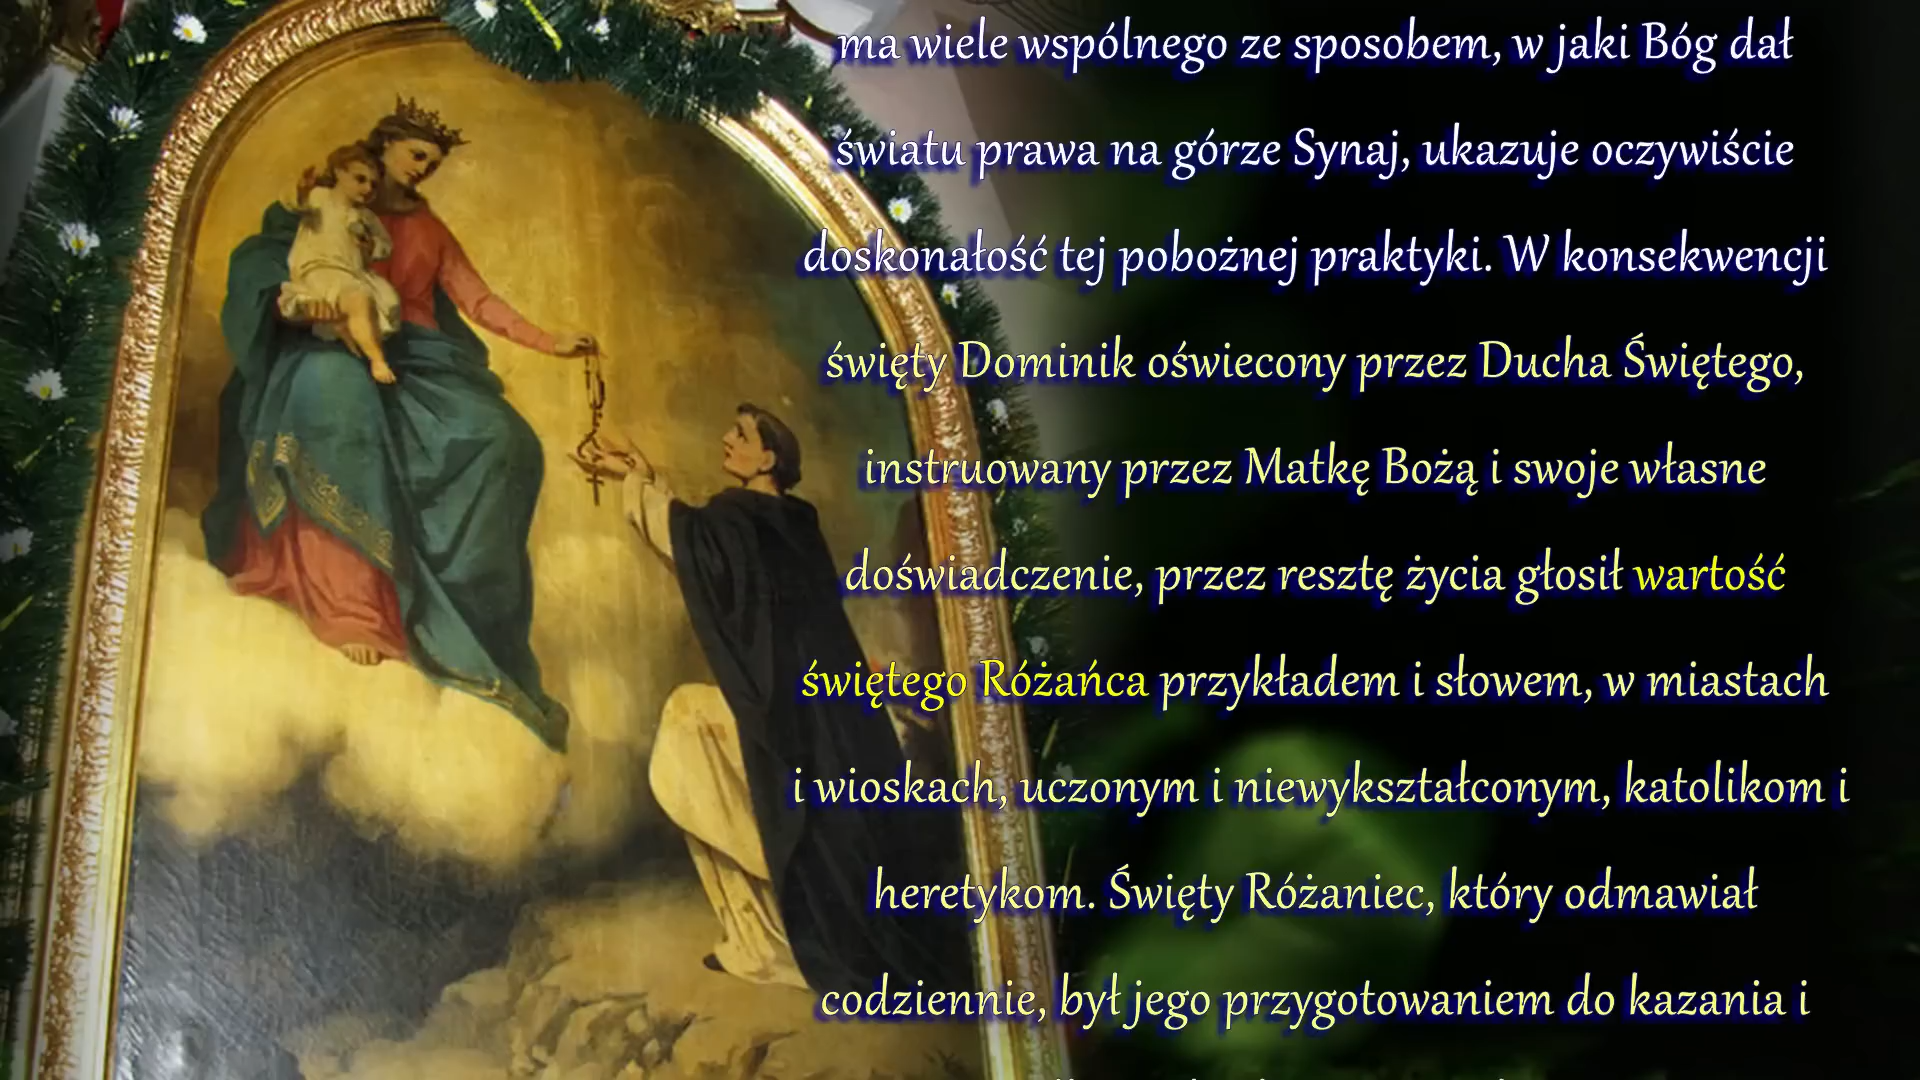 ma wiele wspólnego ze sposobem, w jaki Bóg dał
światu prawa na górze Synaj, ukazuje oczywiście
doskonałość tej pobożnej praktyki. W konsekwencji
święty Dominik oświecony przez Ducha Świętego,
instruowany przez Matkę Bożą i swoje własne
doświadczenie, przez resztę życia głosił wartość
świętego Różańca przykładem i słowem, w miastach
i wioskach, uczonym i niewykształconym, katolikom i
heretykom. Święty Różaniec, który odmawiał
codziennie, był jego przygotowaniem do kazania i